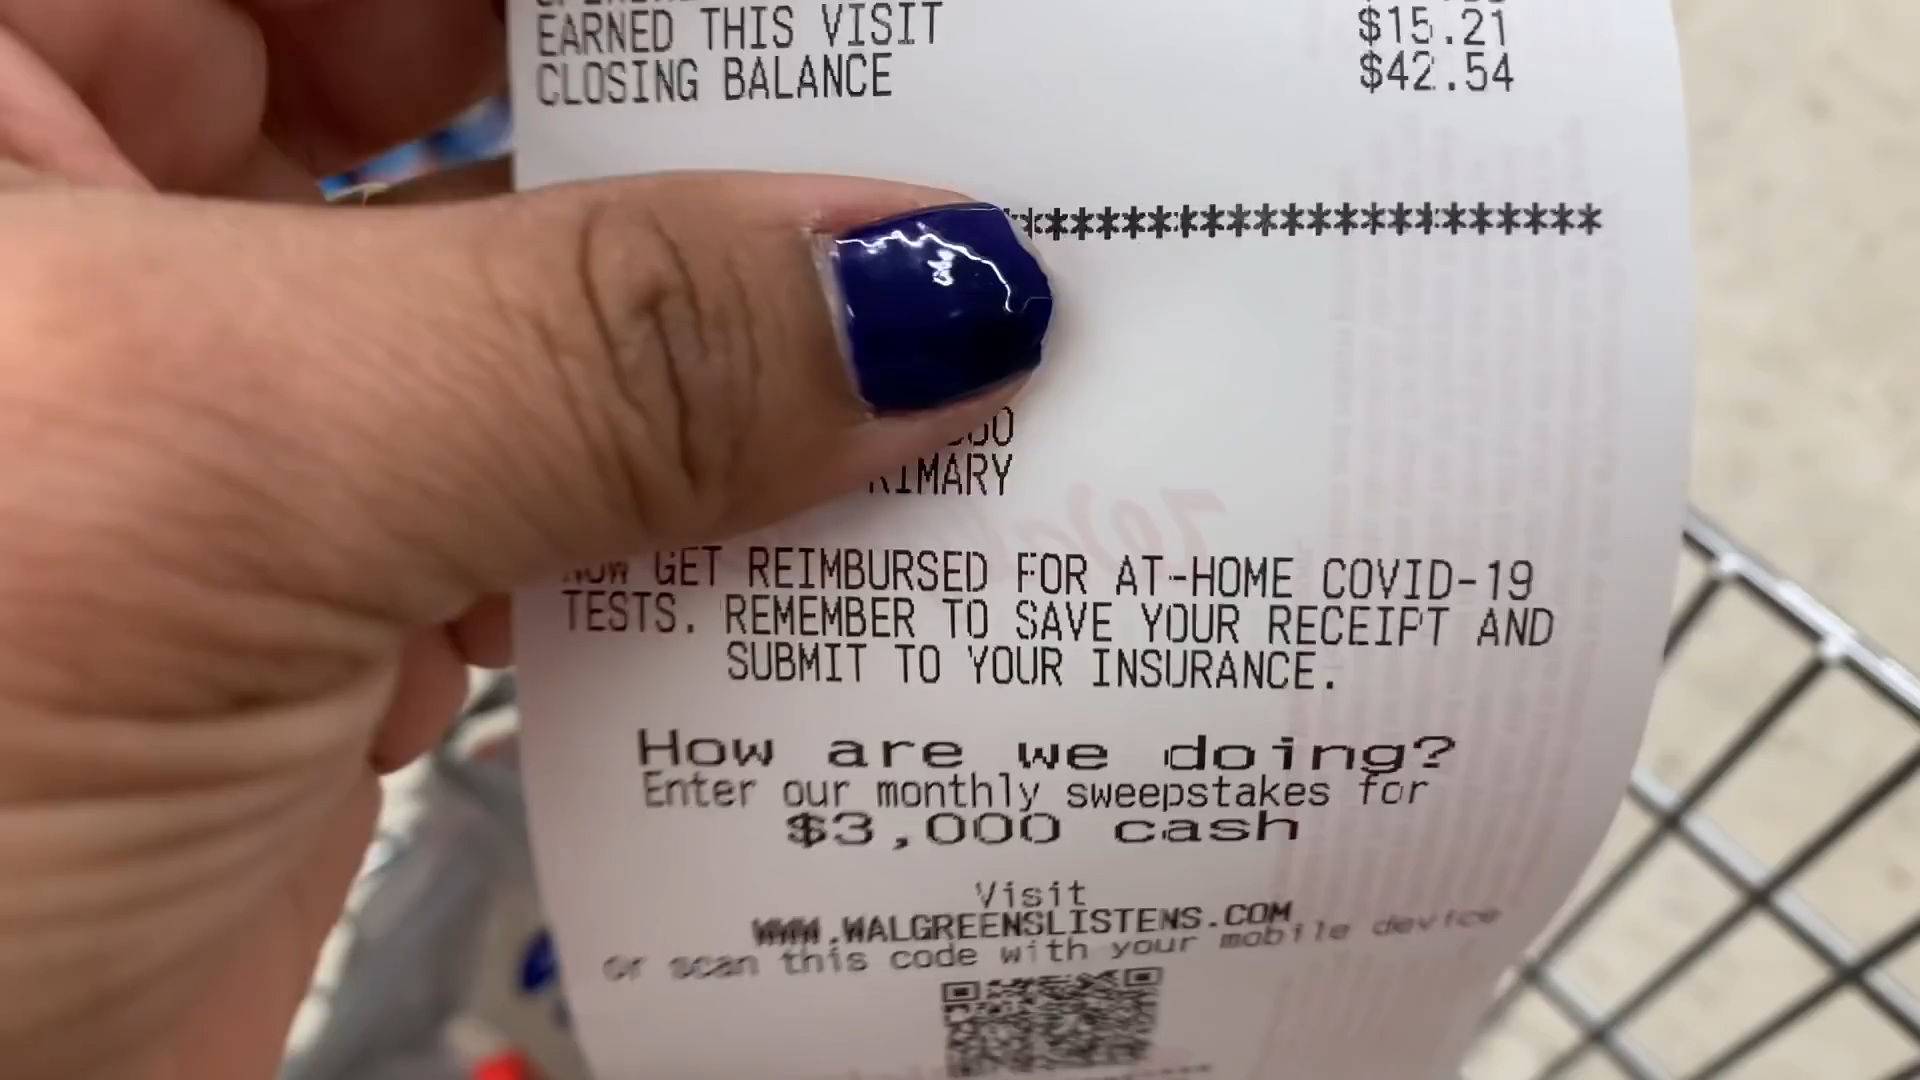 EARNED THIS VISIT $15.21
CLOSING BALANCE $42.54
**********************
NOW GET REIMBURSED FOR AT-HOME COVID-19
TESTS. REMEMBER TO SAVE YOUR RECEIPT AND
SUBMIT TO YOUR INSURANCE.
How are we doing?
Enter our monthly sweepstakes for
$3,000 cash
Visit
WWW.WALGREENSLISTENS.COM
or scan this code with your mobile device